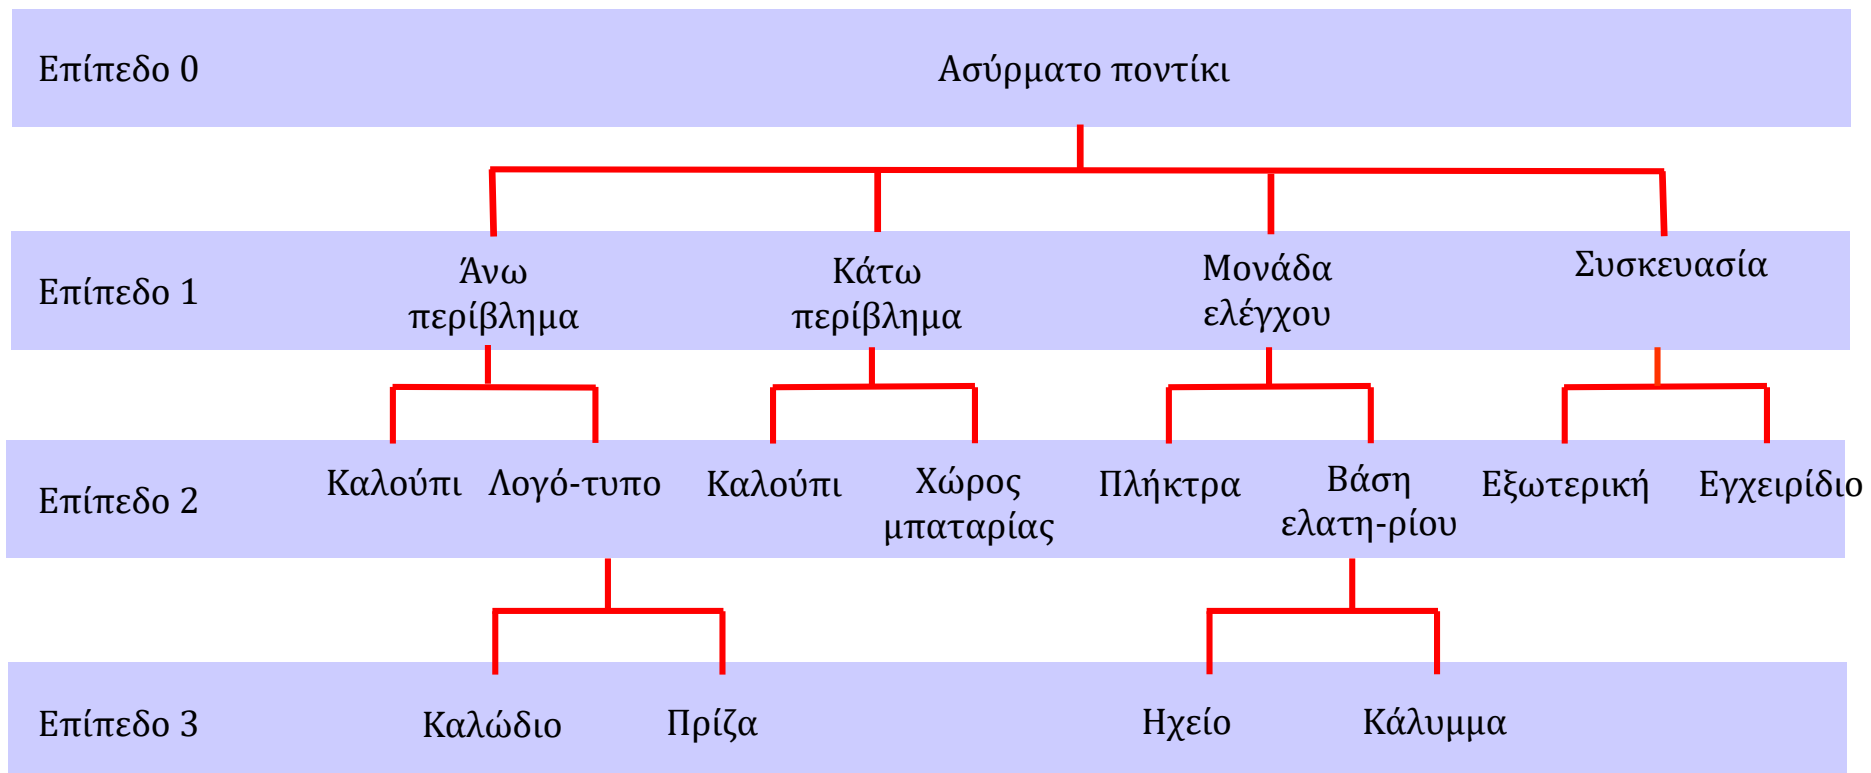 Επίπεδο 0
Ασύρματο ποντίκι
Επίπεδο 1
Άνω
περίβλημα
Κάτω
περίβλημα
Μονάδα
ελέγχου
Συσκευασία
Επίπεδο 2
Καλούπι
Λογό-τυπο
Καλούπι
Χώρος
μπαταρίας
Πλήκτρα
Βάση
ελατη-ρίου
Εξωτερική
Εγχειρίδιο
Επίπεδο 3
Καλώδιο
Πρίζα
Ηχείο
Κάλυμμα